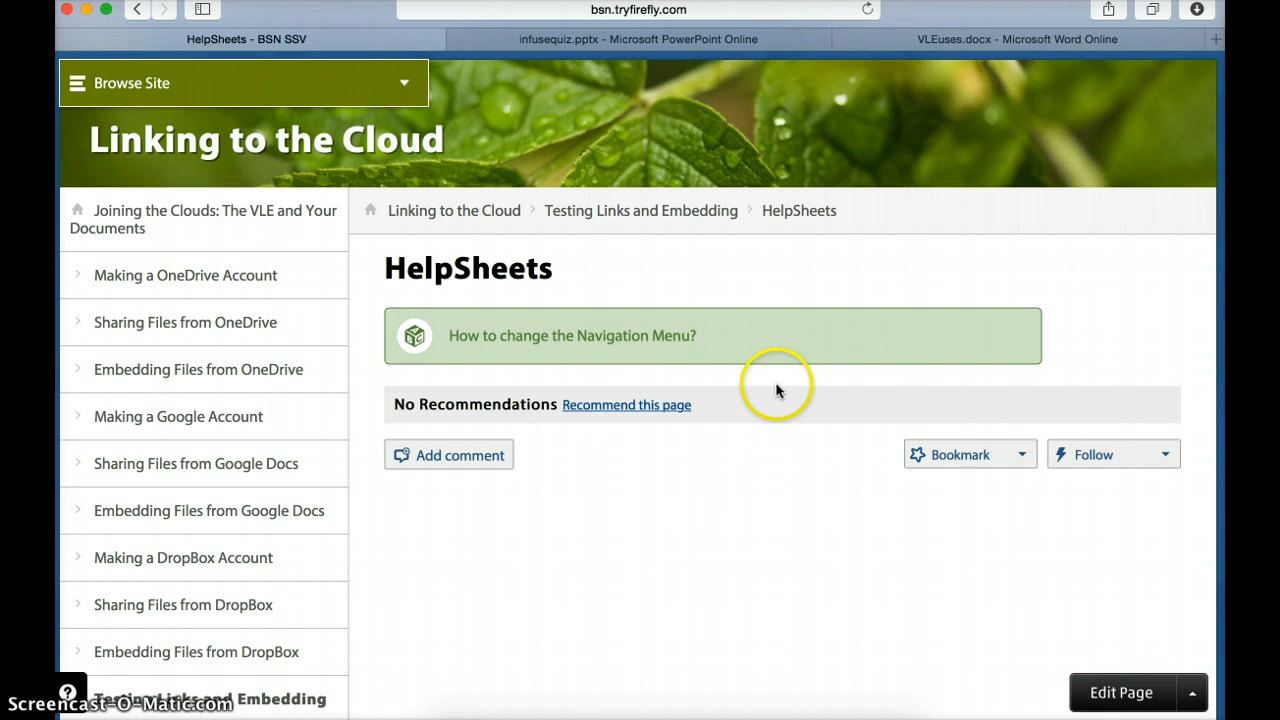 bsn.tryfirefly.com
HelpSheets - BSN SSV
infusequiz.pptx - Microsoft PowerPoint Online
VLEuses.docx - Microsoft Word Online
Browse Site
Linking to the Cloud
Joining the Clouds: The VLE and Your
Documents
Making a OneDrive Account
Sharing Files from OneDrive
Embedding Files from OneDrive
Making a Google Account
Sharing Files from Google Docs
Embedding Files from Google Docs
Making a DropBox Account
Sharing Files from DropBox
Embedding Files from DropBox
Testing Links and Embedding
Linking to the Cloud > Testing Links and Embedding > HelpSheets
HelpSheets
How to change the Navigation Menu?
No Recommendations Recommend this page
Add comment
Bookmark
Follow
Edit Page
?
Screencast-O-Matic.com